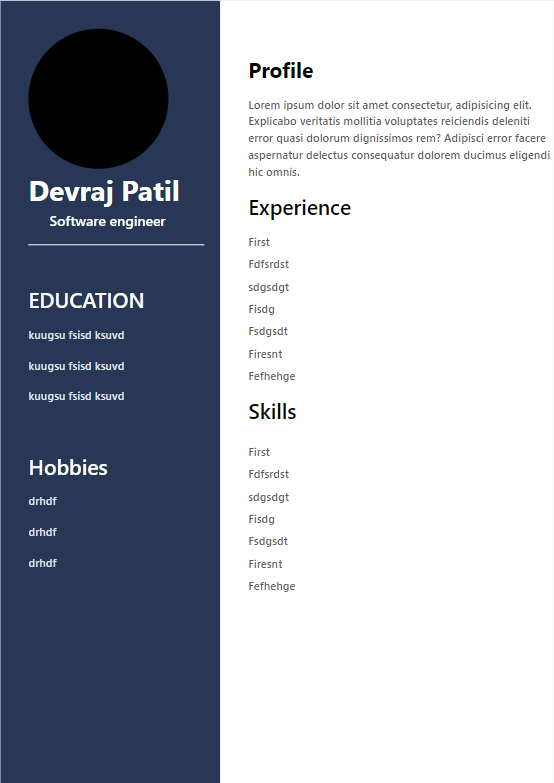 Devraj Patil
Software engineer
EDUCATION
kuugsu fsisd ksuvd
kuugsu fsisd ksuvd
kuugsu fsisd ksuvd
Hobbies
drhdf
drhdf
drhdf
Profile
Lorem ipsum dolor sit amet consectetur, adipisicing elit.
Explicabo veritatis mollitia voluptates reiciendis deleniti
error quasi dolorum dignissimos rem? Adipisci error facere
aspernatur delectus consequatur dolorem ducimus eligendi
hic omnis.
Experience
First
Fdfsrdst
sdgsdgt
Fisdg
Fsdgsdt
Firesnt
Fefhehge
Skills
First
Fdfsrdst
sdgsdgt
Fisdg
Fsdgsdt
Firesnt
Fefhehge